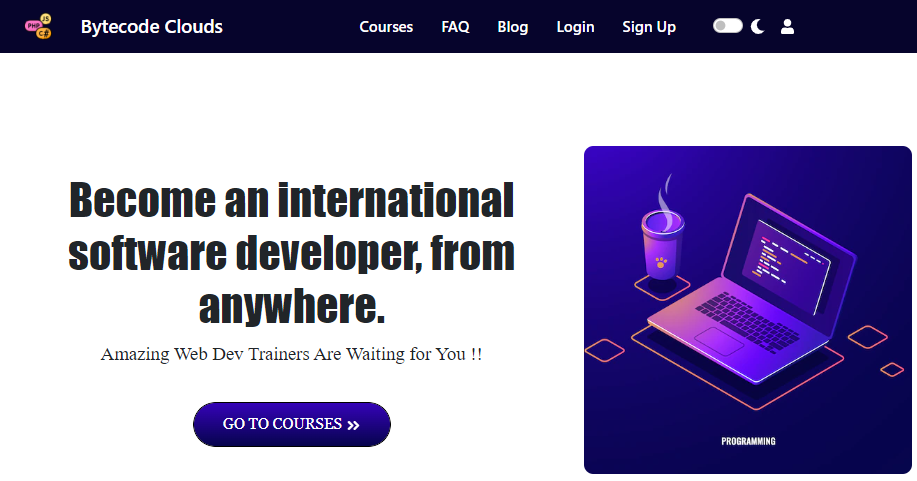 JS
PHP
C#
Bytecode Clouds
Courses
FAQ
Blog
Login
Sign Up
Become an international
software developer, from
anywhere.
Amazing Web Dev Trainers Are Waiting for You !!
GO TO COURSES
PROGRAMMING